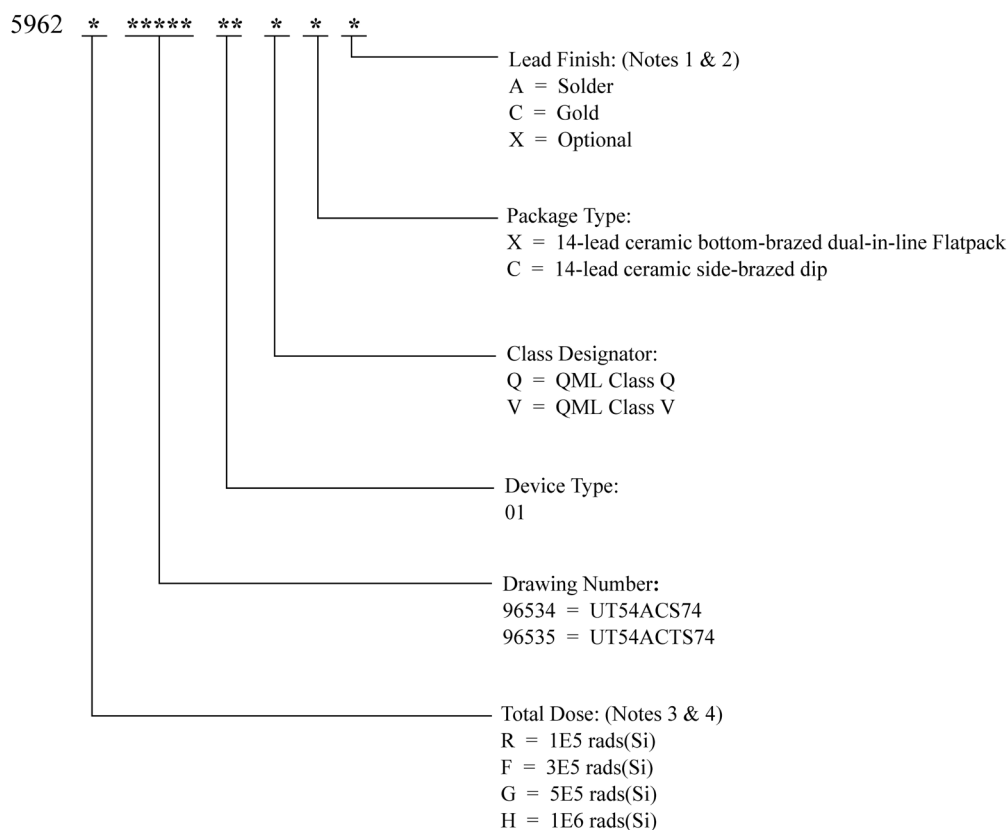 5962 * ***** ** * * *
Lead Finish: (Notes 1 & 2)
A = Solder
C = Gold
X = Optional
Package Type:
X = 14-lead ceramic bottom-brazed dual-in-line Flatpack
C = 14-lead ceramic side-brazed dip
Class Designator:
Q = QML Class Q
V = QML Class V
Device Type:
01
Drawing Number:
96534 = UT54ACS74
96535 = UT54ACTS74
Total Dose: (Notes 3 & 4)
R = 1E5 rads(Si)
F = 3E5 rads(Si)
G = 5E5 rads(Si)
H = 1E6 rads(Si)